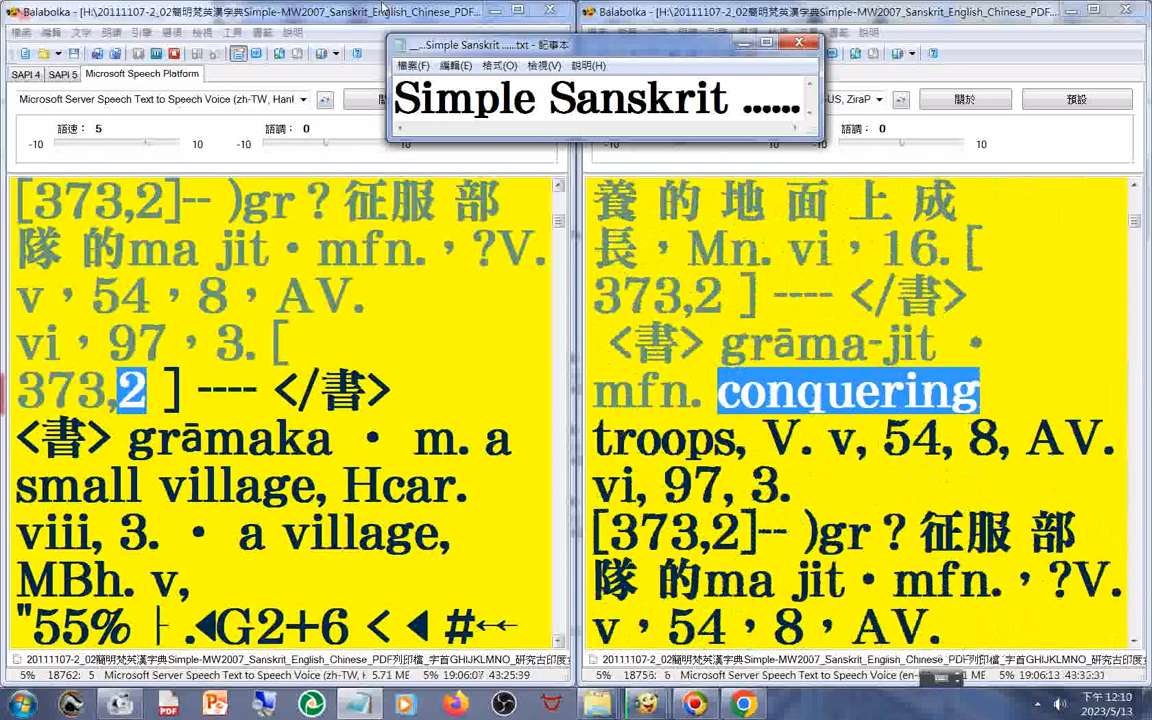 Balabolka - [H:\20111107-2_02簡明梵英漢字典Simple-MW2007_Sanskrit_English_Chinese_PDF...
SAPI 4 SAPI 5 Microsoft Speech Platform
Microsoft Server Speech Text to Speech Voice (zh-TW, HanH
語速： 5 語調： 0
-10 10 -10
[373,2]-- )gr？征服 部
隊 的ma jit‧mfn.，?V.
v，54，8，AV.
vi，97，3. [
373,2 ] ---- </書>
<書> grāmaka ‧ m. a
small village, Hcar.
viii, 3. ‧ a village,
MBh. v,
"55%├.◀G2+6 <◀ #←
20111107-2_02簡明梵英漢字典Simple-MW2007_Sanskrit_English_Chinese_PDF列印檔_字首GHIJKLMNO_研究古印度
5% 18762: 5 Microsoft Server Speech Text to Speech Voice (zh-TW, H 5.71 ME 5% 19:06:07 43:25:39
__...Simple Sanskrit ......txt - 記事本
檔案(F) 編輯(E) 格式(O) 檢視(V) 說明(H)
Simple Sanskrit ......
Balabolka - [H:\20111107-2_02簡明梵英漢字典Simple-MW2007_Sanskrit_English_Chinese_PDF...
-US, ZiraP 關於 預設
語調： 0
-10 10
養 的 地 面 上 成
長，Mn. vi，16. [
373,2 ] ---- </書>
<書> grāma-jit ‧
mfn. conquering
troops, V. v, 54, 8, AV.
vi, 97, 3.
[373,2]-- )gr？征服 部
隊 的ma jit‧mfn.，?V.
v，54，8，AV.
20111107-2_02簡明梵英漢字典Simple-MW2007_Sanskrit_English_Chinese_PDF列印檔_字首GHIJKLMNO_研究古印度
5% 18755: 6 Microsoft Server Speech Text to Speech Voice (en-US, 5.71 ME 5% 19:06:13 43:25:31
下午 12:10
2023/5/13